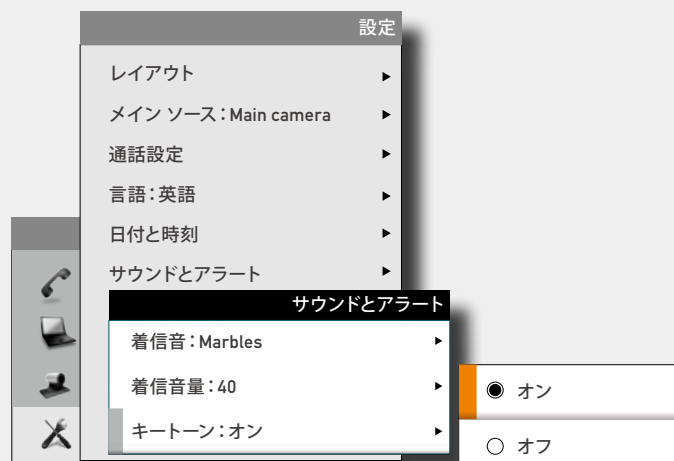 設定
レイアウト
メイン ソース：Main camera
通話設定
言語：英語
日付と時刻
サウンドとアラート
サウンドとアラート
着信音：Marbles
着信音量：40
キートーン：オン
オン
オフ